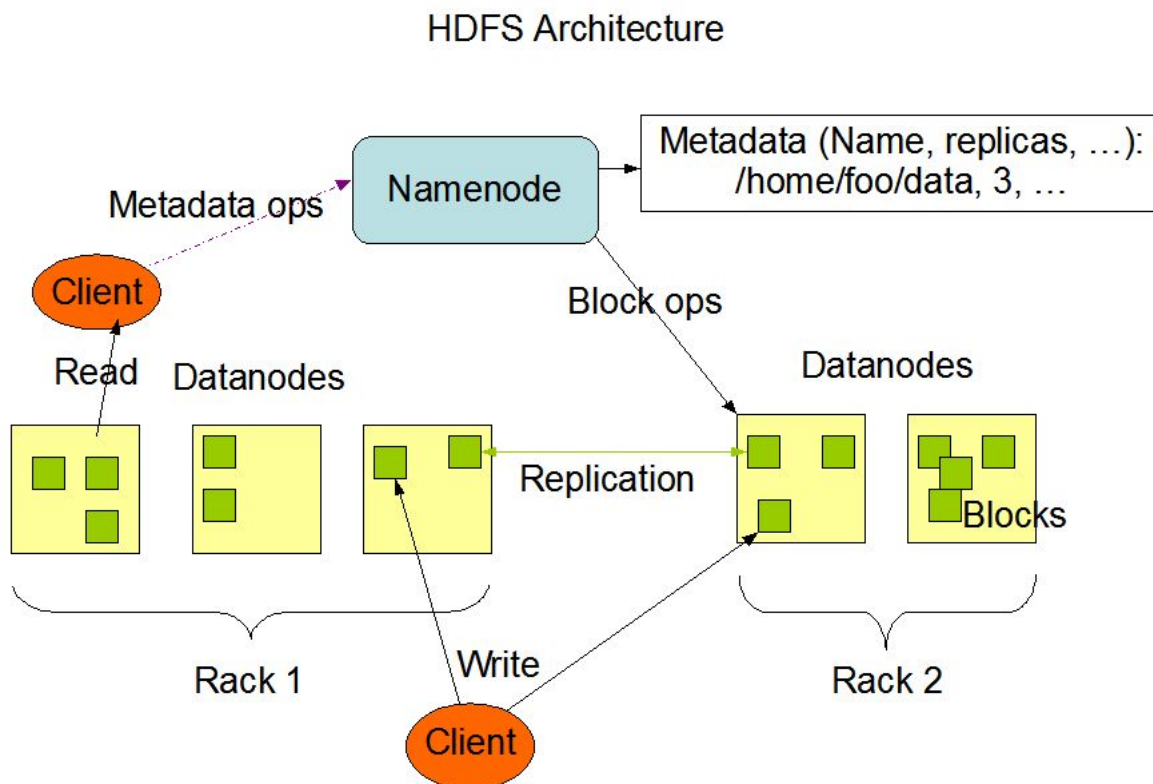 HDFS Architecture
Metadata (Name, replicas, …):
/home/foo/data, 3, …
Namenode
Metadata ops
Client
Block ops
Read
Datanodes
Datanodes
Replication
Blocks
Rack 1
Write
Rack 2
Client